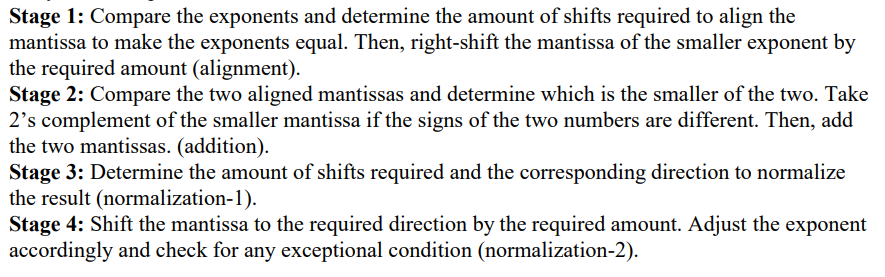 Stage 1: Compare the exponents and determine the amount of shifts required to align the
mantissa to make the exponents equal. Then, right-shift the mantissa of the smaller exponent by
the required amount (alignment).
Stage 2: Compare the two aligned mantissas and determine which is the smaller of the two. Take
2’s complement of the smaller mantissa if the signs of the two numbers are different. Then, add
the two mantissas. (addition).
Stage 3: Determine the amount of shifts required and the corresponding direction to normalize
the result (normalization-1).
Stage 4: Shift the mantissa to the required direction by the required amount. Adjust the exponent
accordingly and check for any exceptional condition (normalization-2).